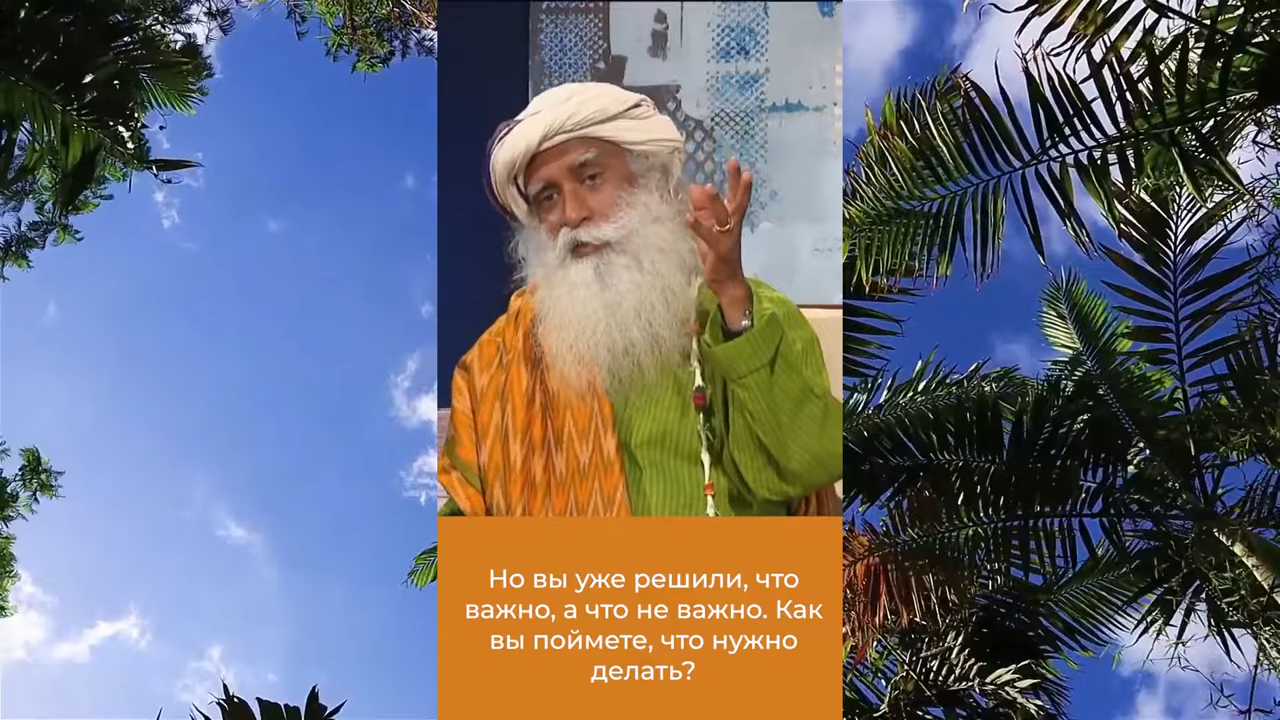 Но вы уже решили, что
важно, а что не важно. Как
вы поймете, что нужно
делать?